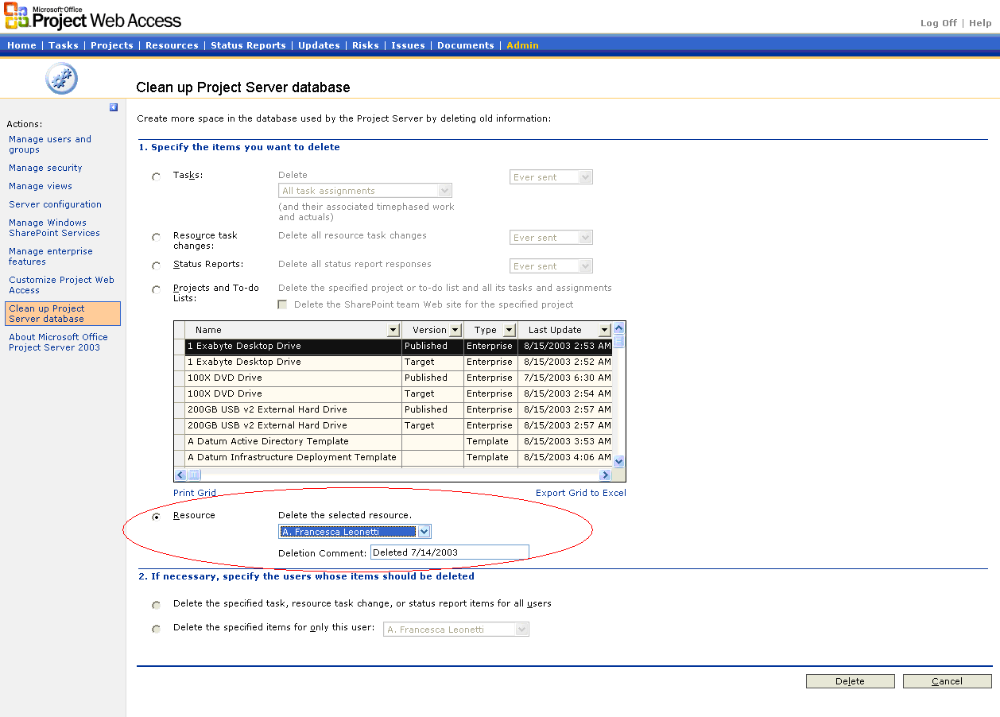 Microsoft Office
Project Web Access
Log Off | Help
Home | Tasks | Projects | Resources | Status Reports | Updates | Risks | Issues | Documents | Admin
Clean up Project Server database
Actions:
Manage users and
groups
Manage security
Manage views
Server configuration
Manage Windows
SharePoint Services
Manage enterprise
features
Customize Project Web
Access
Clean up Project
Server database
About Microsoft Office
Project Server 2003
Create more space in the database used by the Project Server by deleting old information:
1. Specify the items you want to delete
Tasks: Delete Ever sent
All task assignments
(and their associated timephased work
and actuals)
Resource task Delete all resource task changes Ever sent
changes:
Status Reports: Delete all status report responses Ever sent
Projects and To-do Delete the specified project or to-do list and all its tasks and assignments
Lists:
Delete the SharePoint team Web site for the specified project
Name Version Type Last Update
1 Exabyte Desktop Drive Published Enterprise 8/15/2003 2:53 AM
1 Exabyte Desktop Drive Target Enterprise 8/15/2003 2:52 AM
100X DVD Drive Published Enterprise 7/15/2003 6:30 AM
100X DVD Drive Target Enterprise 8/15/2003 2:54 AM
200GB USB v2 External Hard Drive Published Enterprise 8/15/2003 2:57 AM
200GB USB v2 External Hard Drive Target Enterprise 8/15/2003 2:57 AM
A Datum Active Directory Template Template 8/15/2003 3:53 AM
A Datum Infrastructure Deployment Template Template 8/15/2003 4:06 AM
Print Grid Export Grid to Excel
Resource Delete the selected resource.
A. Francesca Leonetti
Deletion Comment: Deleted 7/14/2003
2. If necessary, specify the users whose items should be deleted
Delete the specified task, resource task change, or status report items for all users
Delete the specified items for only this user: A. Francesca Leonetti
Delete Cancel